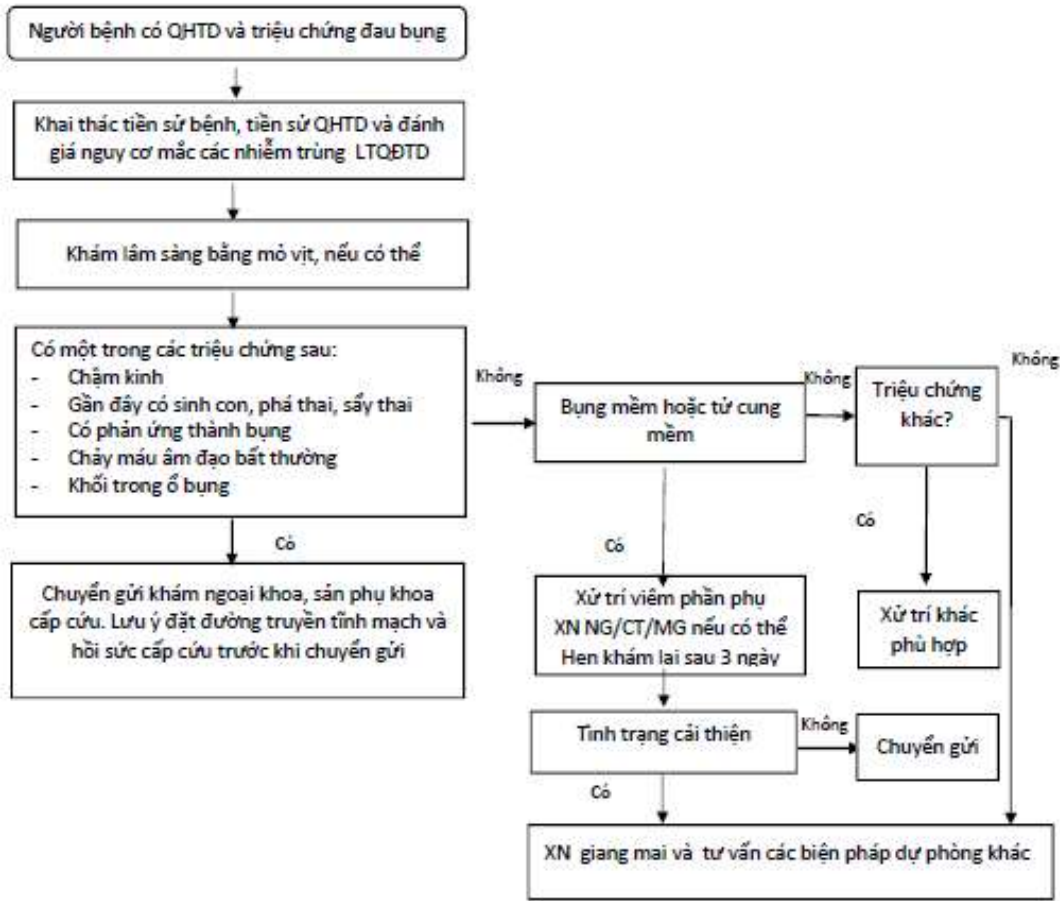 Người bệnh có QHTD và triệu chứng đau bụng
Khai thác tiền sử bệnh, tiền sử QHTD và đánh
giá nguy cơ mắc các nhiễm trùng LTQĐTD
Khám lâm sàng bằng mỏ vịt, nếu có thể
Có một trong các triệu chứng sau:
- Chậm kinh
- Gần đây có sinh con, phá thai, sẩy thai
- Có phản ứng thành bụng
- Chảy máu âm đạo bất thường
- Khối trong ổ bụng
Không
Bụng mềm hoặc tử cung
mềm
Không
Triệu chứng
khác?
Không
Có
Chuyển gửi khám ngoại khoa, sản phụ khoa
cấp cứu. Lưu ý đặt đường truyền tĩnh mạch và
hồi sức cấp cứu trước khi chuyển gửi
Có
Xử trí viêm phần phụ
XN NG/CT/MG nếu có thể
Hẹn khám lại sau 3 ngày
Có
Xử trí khác
phù hợp
Tình trạng cải thiện
Không
Chuyển gửi
Có
XN giang mai và tư vấn các biện pháp dự phòng khác